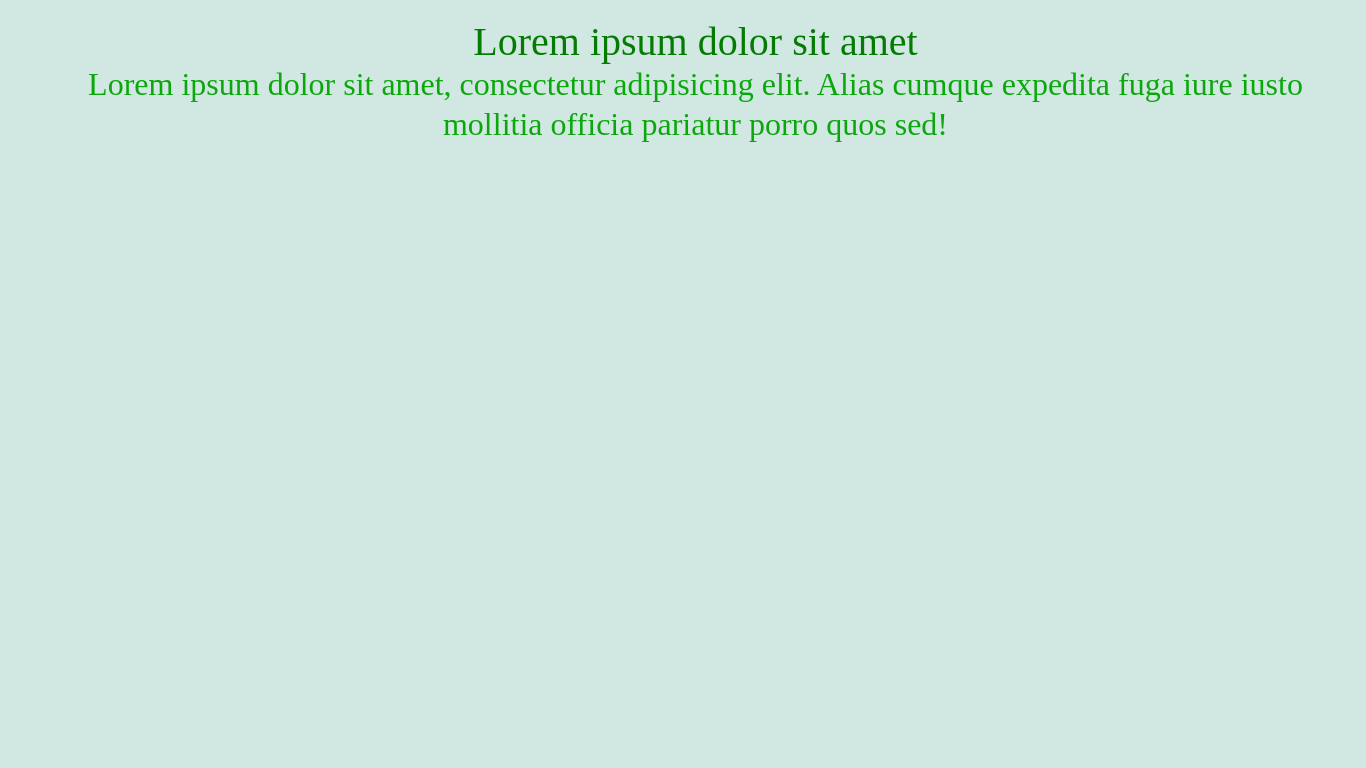 Lorem ipsum dolor sit amet
Lorem ipsum dolor sit amet, consectetur adipisicing elit. Alias cumque expedita fuga iure iusto
mollitia officia pariatur porro quos sed!